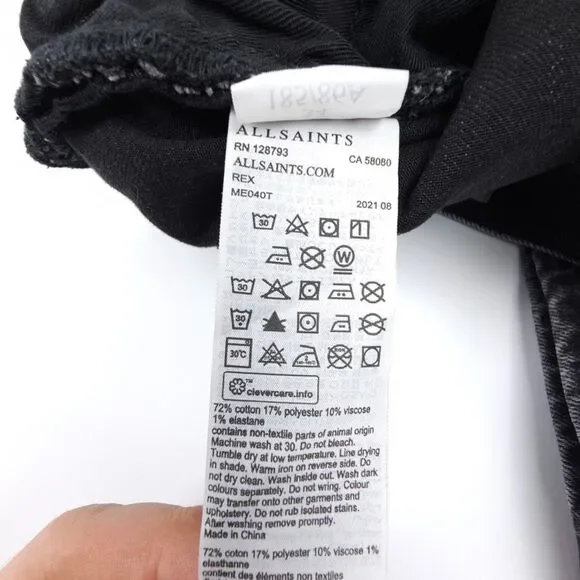 ALLSAINTS
RN 128793 CA 58080
ALLSAINTS.COM
REX
ME040T 2021 08
30
W
30
30
30°C
™
clevercare.info
72% cotton 17% polyester 10% viscose
1% elastane
contains non-textile parts of animal origin
Machine wash at 30. Do not bleach.
Tumble dry at low temperature. Line drying
in shade. Warm iron on reverse side. Do
not dry clean. Wash inside out. Wash dark
colours separately. Do not wring. Colour
may transfer onto other garments and
upholstery. Do not rub isolated stains.
After washing remove promptly.
Made in China
72% coton 17% polyester 10% viscose 1%
élasthanne
contient des éléments non textiles